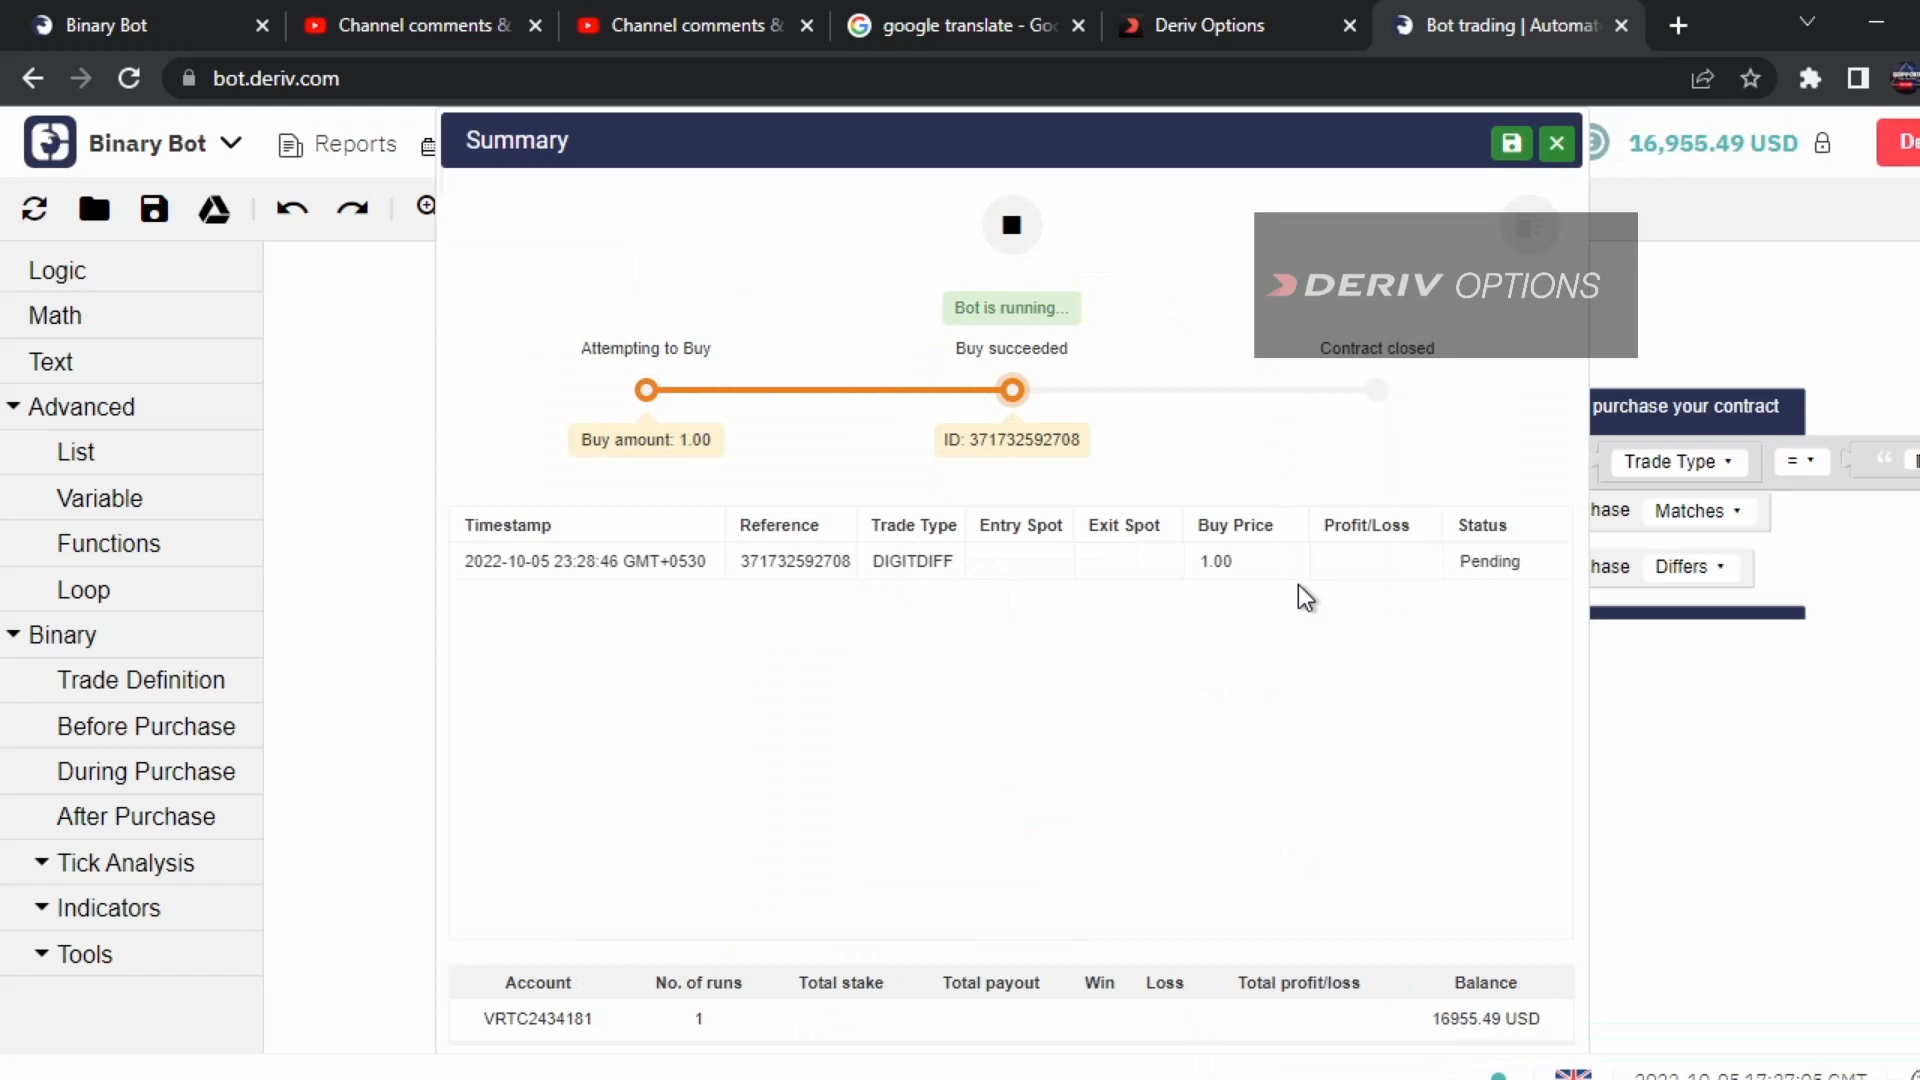 Binary Bot
Channel comments &
Channel comments &
google translate - Go
Deriv Options
Bot trading | Automat
bot.deriv.com
Binary Bot
Reports
Summary
16,955.49 USD
DERIV OPTIONS
Bot is running...
Attempting to Buy
Buy succeeded
Contract closed
Buy amount: 1.00
ID: 371732592708
Timestamp Reference Trade Type Entry Spot Exit Spot Buy Price Profit/Loss Status
2022-10-05 23:28:46 GMT+0530 371732592708 DIGITDIFF 1.00 Pending
Account No. of runs Total stake Total payout Win Loss Total profit/loss Balance
VRTC2434181 1 16955.49 USD
Logic
Math
Text
Advanced
List
Variable
Functions
Loop
Binary
Trade Definition
Before Purchase
During Purchase
After Purchase
Tick Analysis
Indicators
Tools
purchase your contract
Trade Type = “
hase Matches
hase Differs